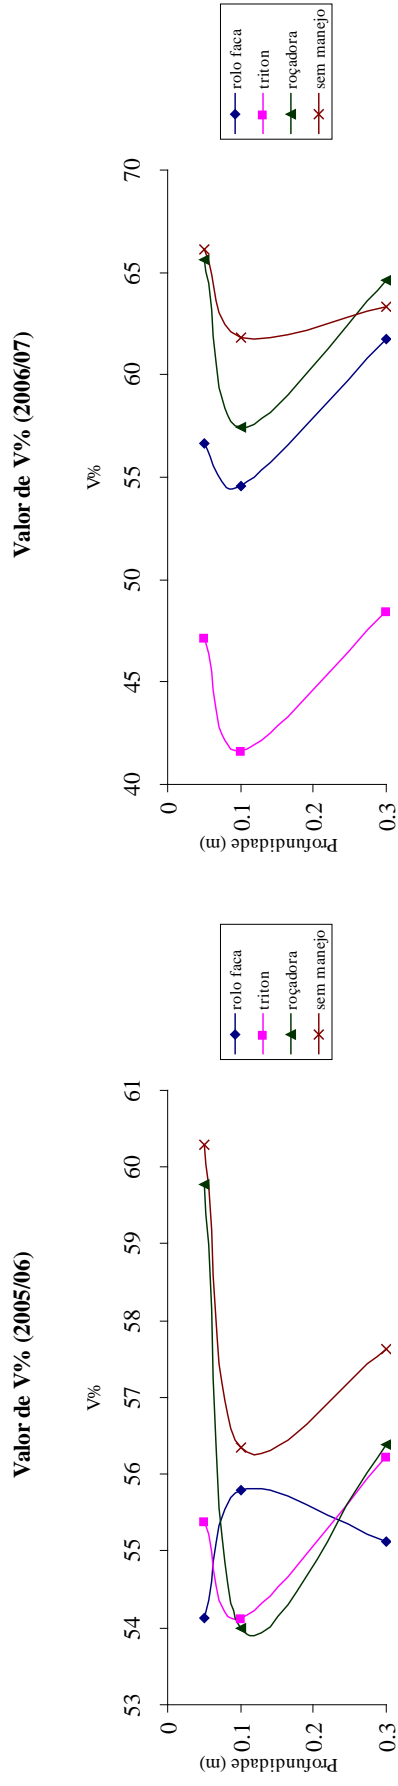 Valor de V% (2005/06)
V%
53 54 55 56 57 58 59 60 61
0
0.1
0.2
0.3
Profundidade (m)
rolo faca
triton
roçadora
sem manejo
Valor de V% (2006/07)
V%
40 45 50 55 60 65 70
0
0.1
0.2
0.3
Profundidade (m)
rolo faca
triton
roçadora
sem manejo